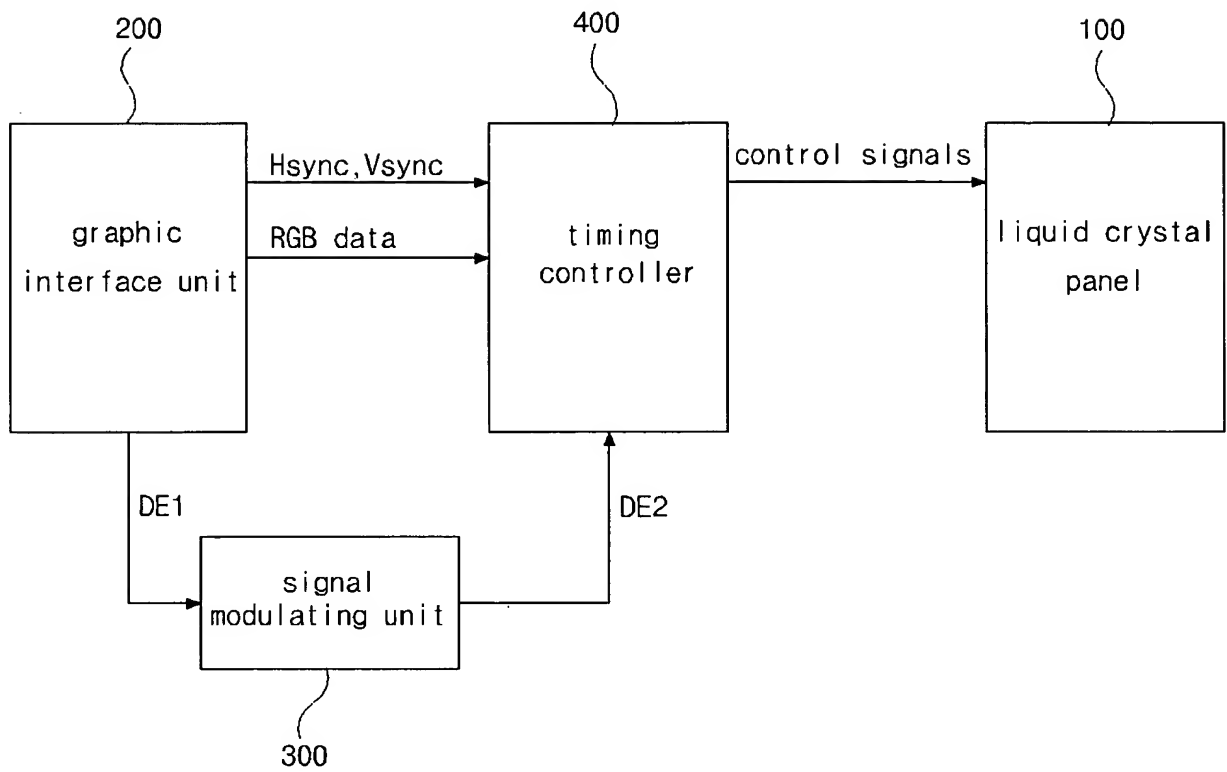 200
400
100
Hsync,Vsync
control signals
graphic
interface unit
RGB data
timing
controller
liquid crystal
panel
DE1
DE2
signal
modulating unit
300